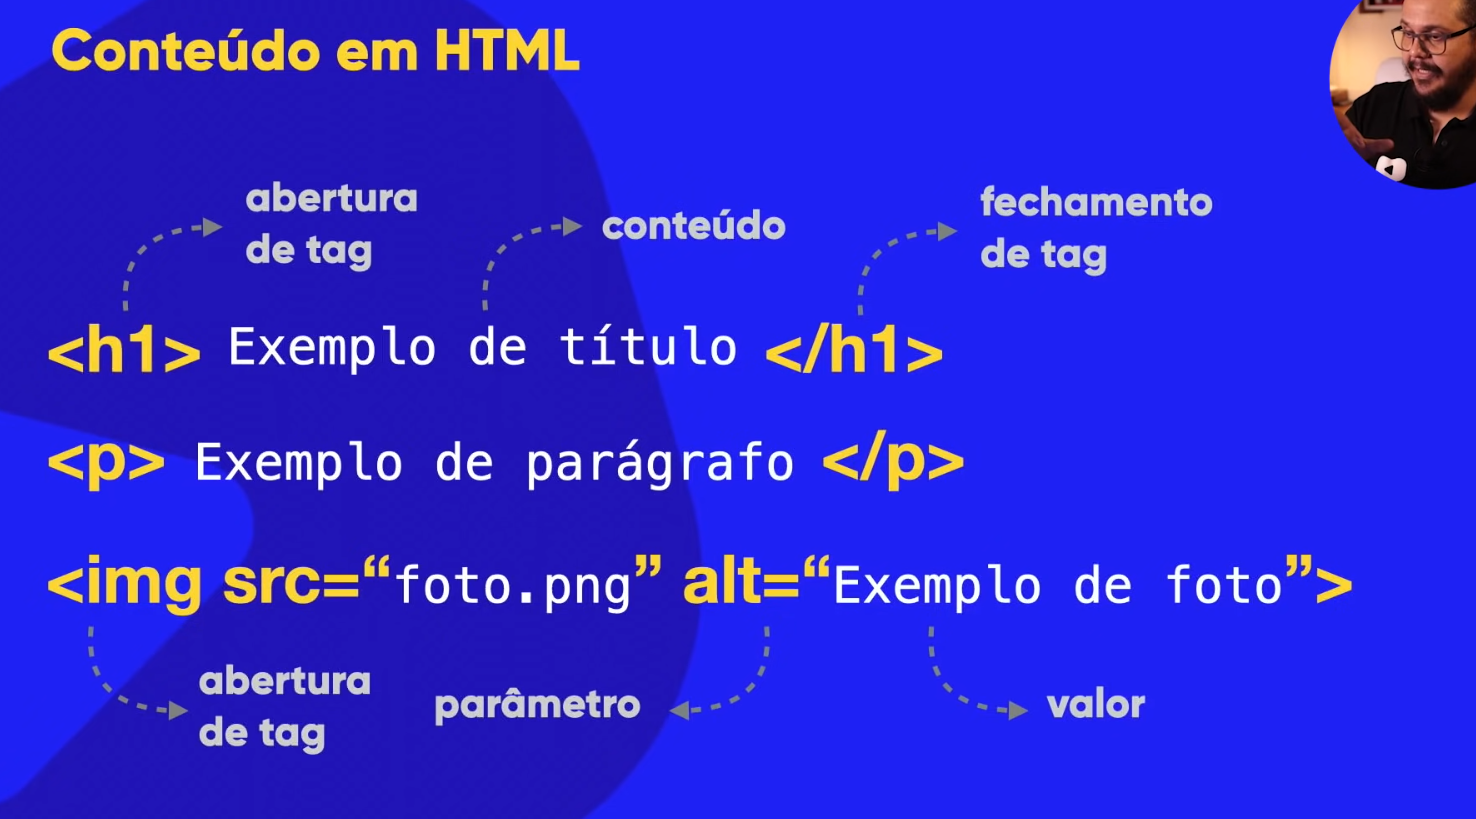 Conteúdo em HTML
abertura
de tag
conteúdo
fechamento
de tag
<h1> Exemplo de título </h1>
<p> Exemplo de parágrafo </p>
<img src=“foto.png” alt=“Exemplo de foto”>
abertura
de tag
parâmetro
valor